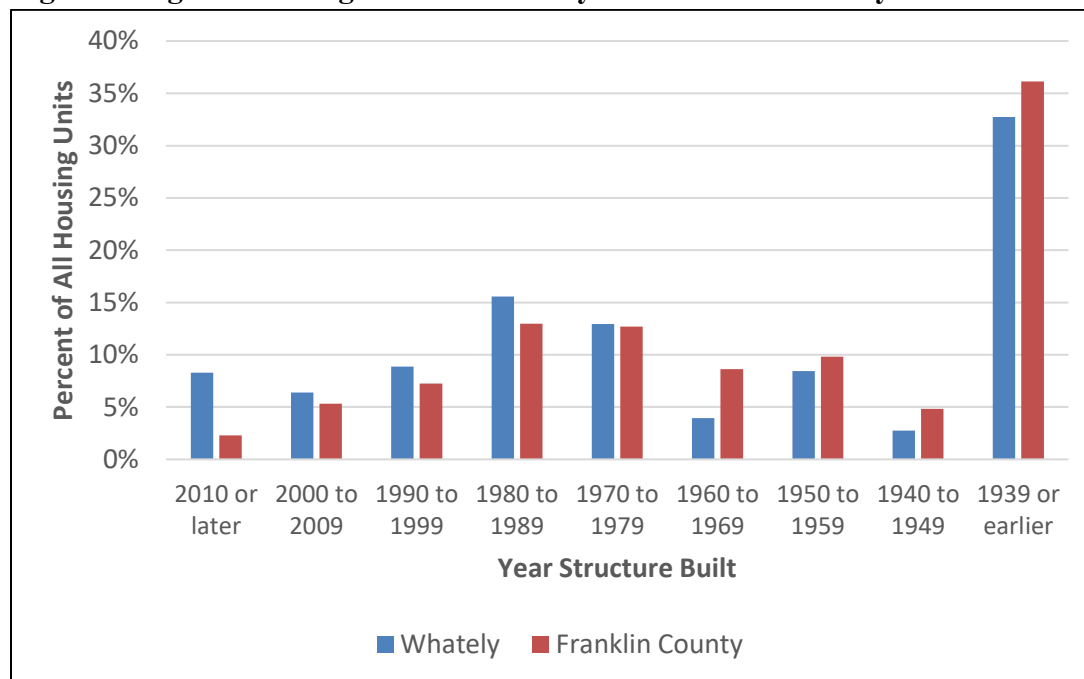 40%
35%
30%
25%
20%
15%
10%
5%
0%
Percent of All Housing Units
2010 or later
2000 to 2009
1990 to 1999
1980 to 1989
1970 to 1979
1960 to 1969
1950 to 1959
1940 to 1949
1939 or earlier
Year Structure Built
Whately
Franklin County